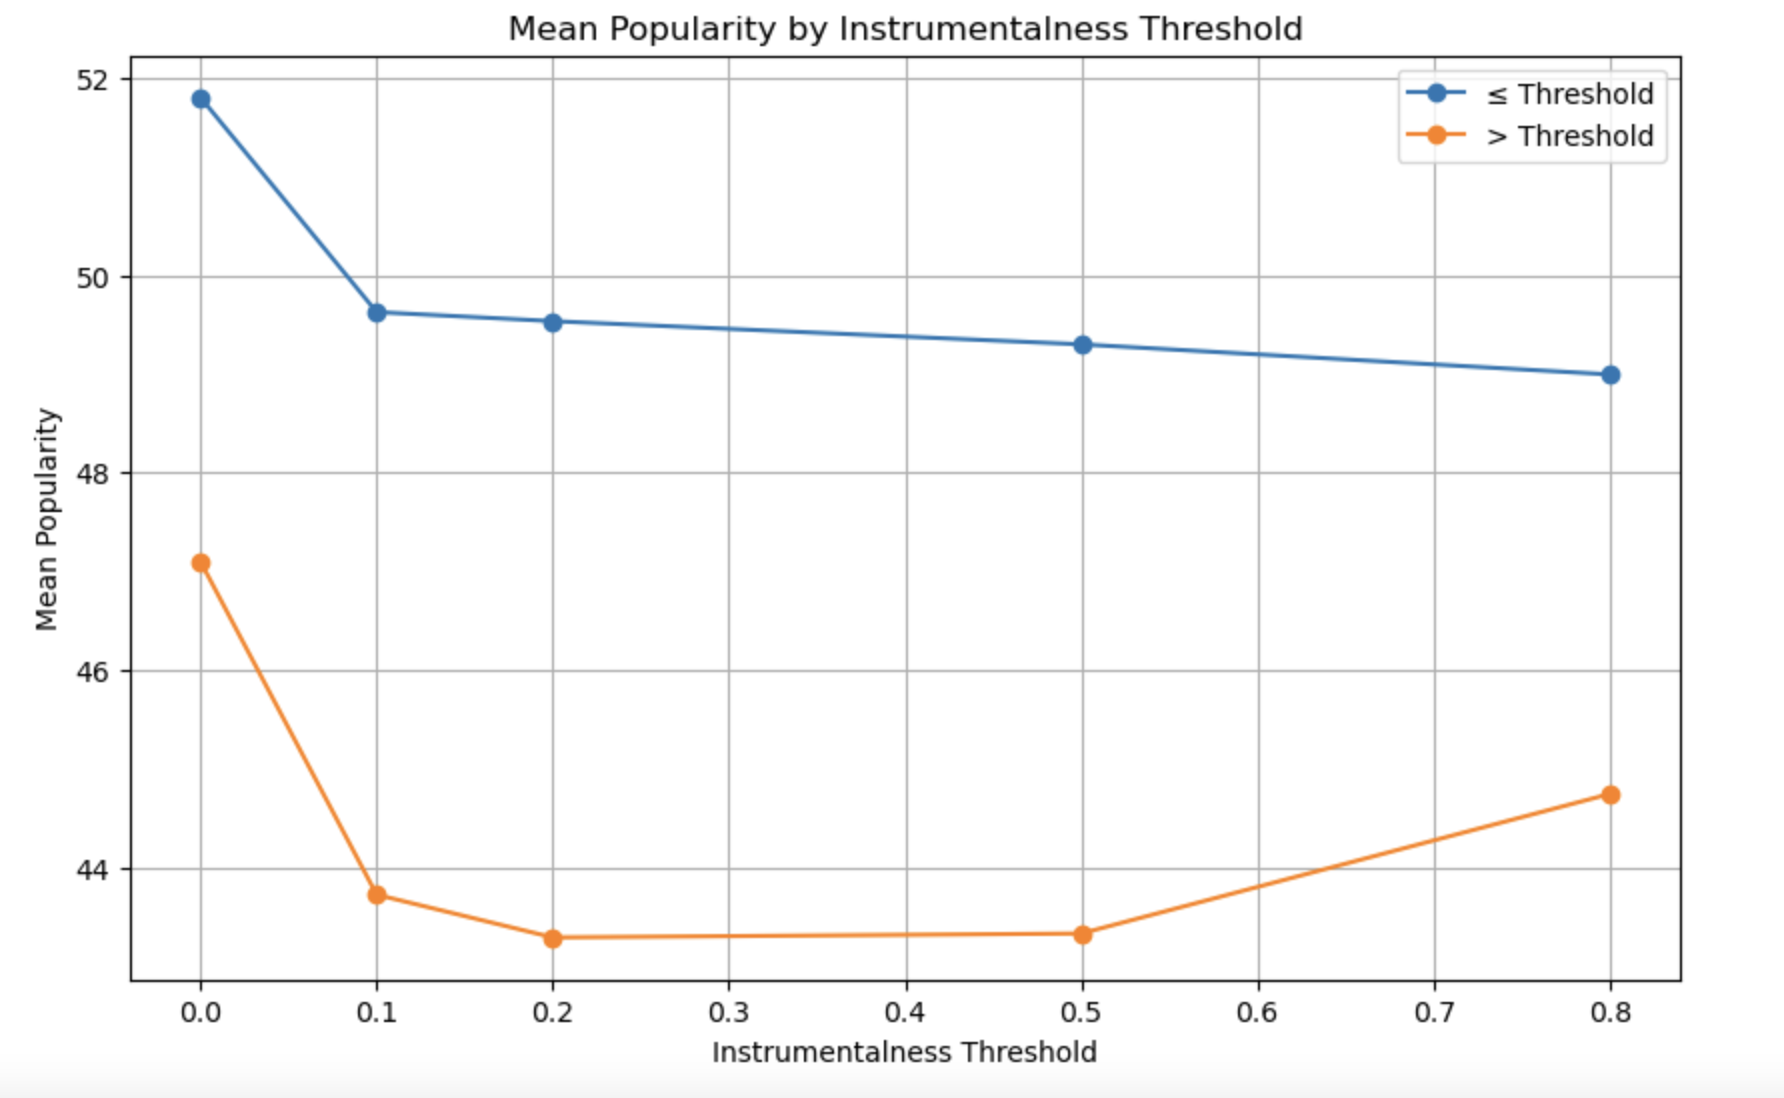 Mean Popularity by Instrumentalness Threshold
≤ Threshold
> Threshold
52
50
48
46
44
Mean Popularity
0.0 0.1 0.2 0.3 0.4 0.5 0.6 0.7 0.8
Instrumentalness Threshold